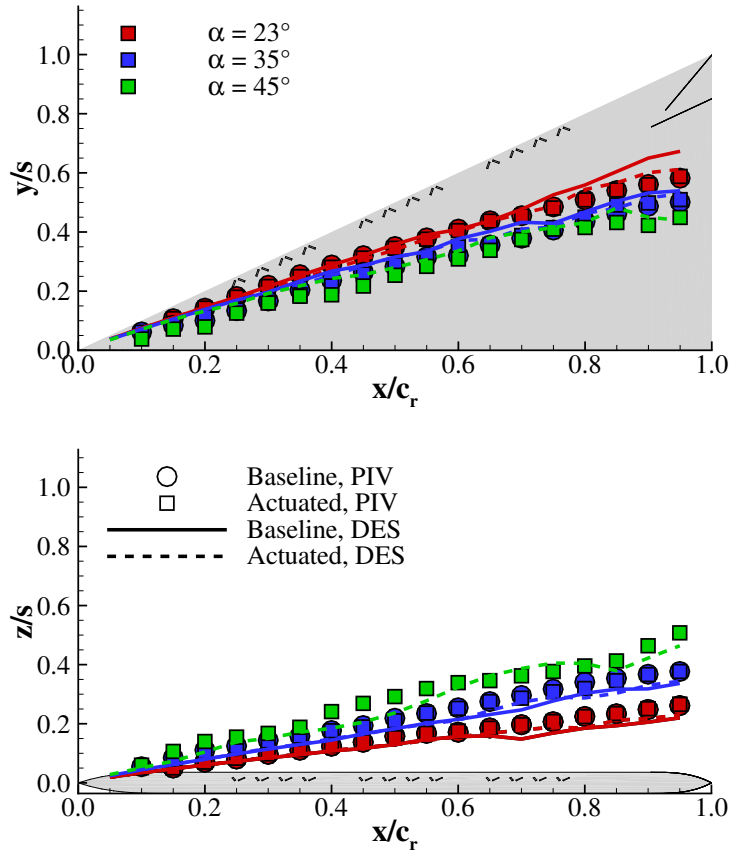 α = 23°
α = 35°
α = 45°
1.0
0.8
0.6
0.4
0.2
0.0
y/s
0.0 0.2 0.4 0.6 0.8 1.0
x/c_r
Baseline, PIV
Actuated, PIV
Baseline, DES
Actuated, DES
1.0
0.8
0.6
0.4
0.2
0.0
z/s
0.0 0.2 0.4 0.6 0.8 1.0
x/c_r